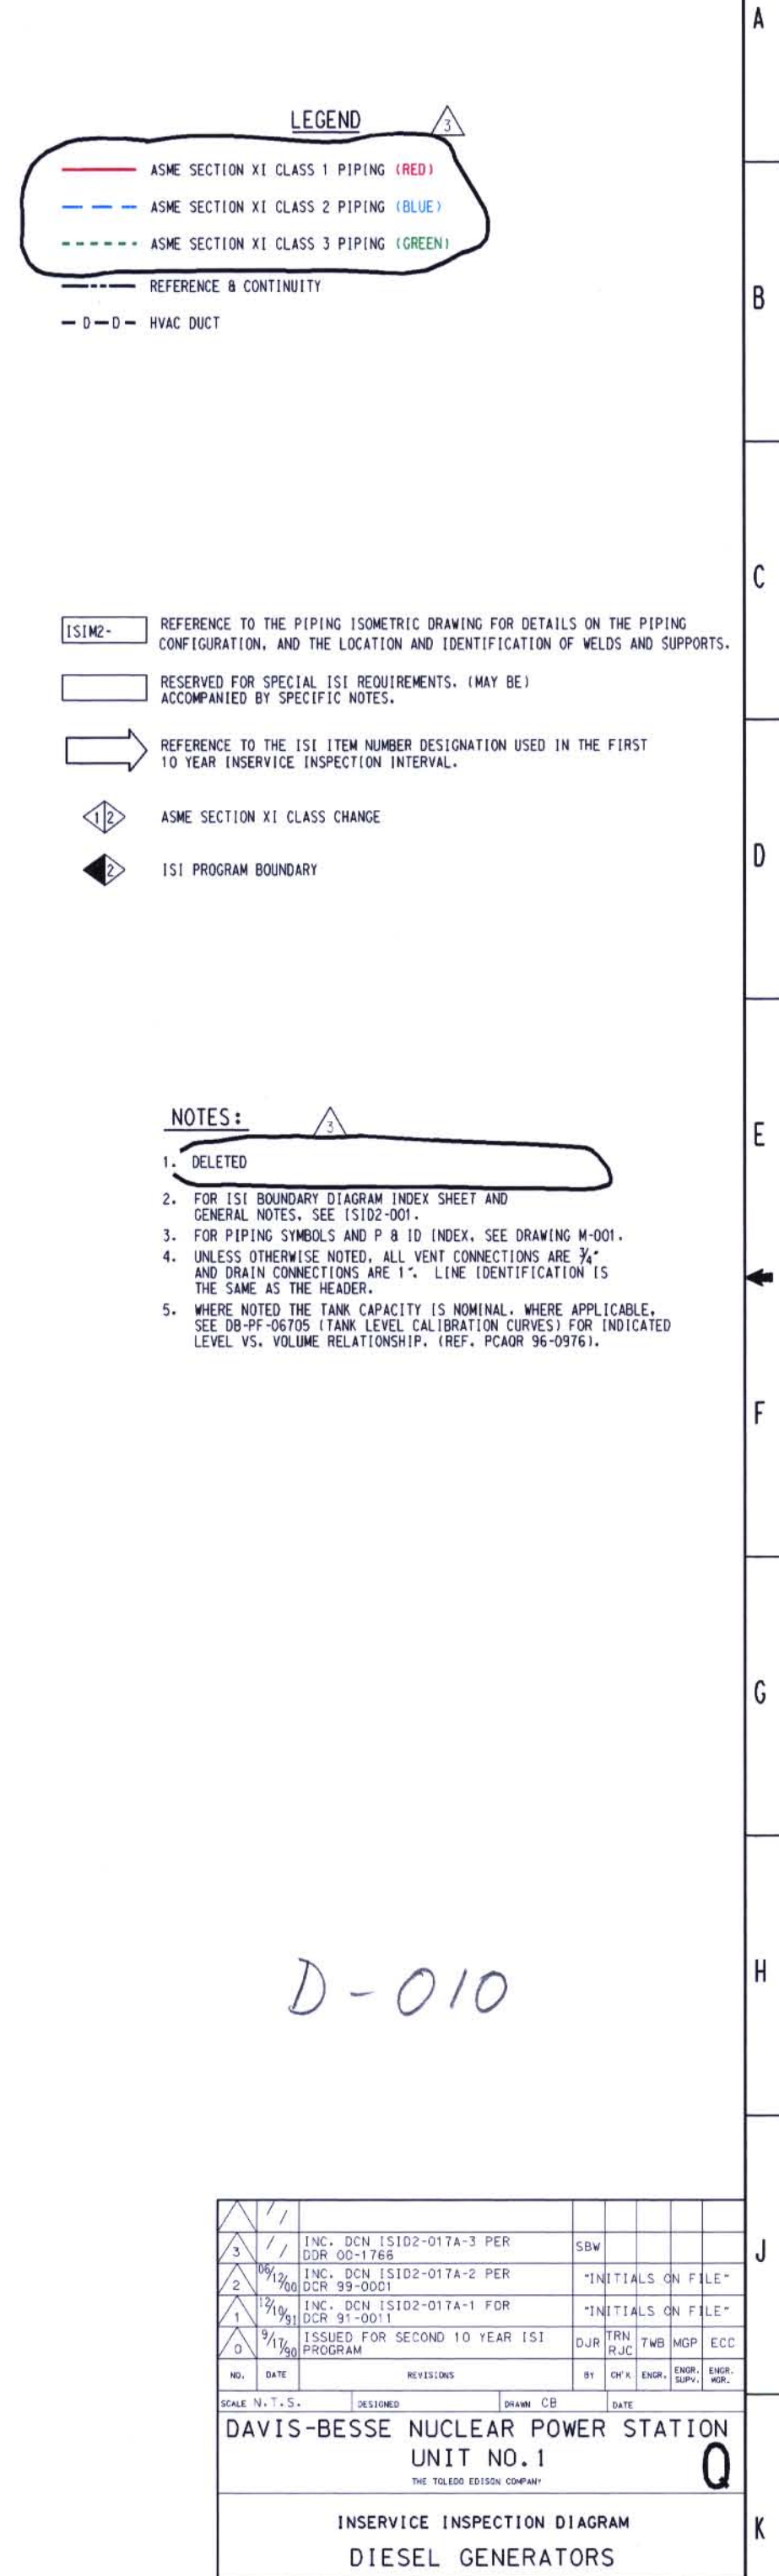 A
LEGEND
3
ASME SECTION XI CLASS 1 PIPING (RED)
ASME SECTION XI CLASS 2 PIPING (BLUE)
ASME SECTION XI CLASS 3 PIPING (GREEN)
REFERENCE & CONTINUITY
D D HVAC DUCT
B
C
ISIM2- REFERENCE TO THE PIPING ISOMETRIC DRAWING FOR DETAILS ON THE PIPING
CONFIGURATION, AND THE LOCATION AND IDENTIFICATION OF WELDS AND SUPPORTS.
RESERVED FOR SPECIAL ISI REQUIREMENTS. (MAY BE)
ACCOMPANIED BY SPECIFIC NOTES.
REFERENCE TO THE ISI ITEM NUMBER DESIGNATION USED IN THE FIRST
10 YEAR INSERVICE INSPECTION INTERVAL.
1 2 ASME SECTION XI CLASS CHANGE
D
2 ISI PROGRAM BOUNDARY
NOTES:
3
E
1. DELETED
2. FOR ISI BOUNDARY DIAGRAM INDEX SHEET AND
GENERAL NOTES, SEE ISID2-001.
3. FOR PIPING SYMBOLS AND P & ID INDEX, SEE DRAWING M-001.
4. UNLESS OTHERWISE NOTED, ALL VENT CONNECTIONS ARE 3/4"
AND DRAIN CONNECTIONS ARE 1". LINE IDENTIFICATION IS
THE SAME AS THE HEADER.
5. WHERE NOTED THE TANK CAPACITY IS NOMINAL. WHERE APPLICABLE,
SEE DB-PF-06705 (TANK LEVEL CALIBRATION CURVES) FOR INDICATED
LEVEL VS. VOLUME RELATIONSHIP. (REF. PCAQR 96-0976).
F
G
H
D-010
J
/ /
3 / / INC. DCN ISID2-017A-3 PER
DDR 00-1766 SBW
2 06/12/00 INC. DCN ISID2-017A-2 PER
DCR 99-0001 "INITIALS ON FILE"
1 12/10/91 INC. DCN ISID2-017A-1 FOR
DCR 91-0011 "INITIALS ON FILE"
0 9/17/90 ISSUED FOR SECOND 10 YEAR ISI
PROGRAM DJR TRN RJC TWB MGP ECC
NO. DATE REVISIONS BY CH'K ENGR. ENGR. SUPV. ENGR. MGR.
SCALE N.T.S. DESIGNED DRAWN CB DATE
DAVIS-BESSE NUCLEAR POWER STATION
UNIT NO. 1
THE TOLEDO EDISON COMPANY
Q
INSERVICE INSPECTION DIAGRAM
K
DIESEL GENERATORS